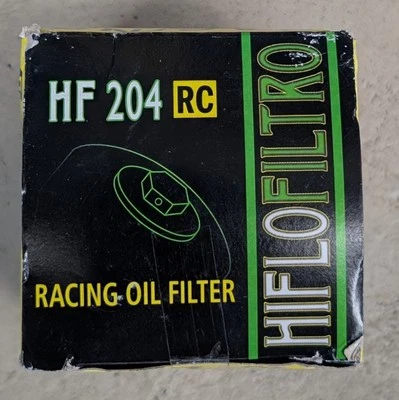 HF 204 RC
RACING OIL FILTER
HIFLOFILTRO